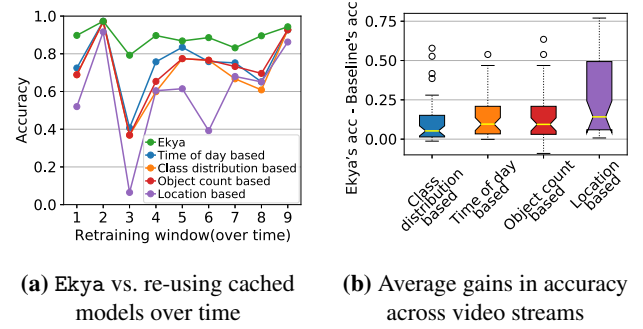 1.0
0.8
0.6
0.4
0.2
0.0
Accuracy
Ekya
Time of day based
Class distribution based
Object count based
Location based
1 2 3 4 5 6 7 8 9
Retraining window(over time)
(a) Ekya vs. re-using cached
models over time
0.75
0.50
0.25
0.00
Ekya's acc - Baseline's acc
Class
distribution
based
Time of day
based
Object count
based
Location
based
(b) Average gains in accuracy
across video streams